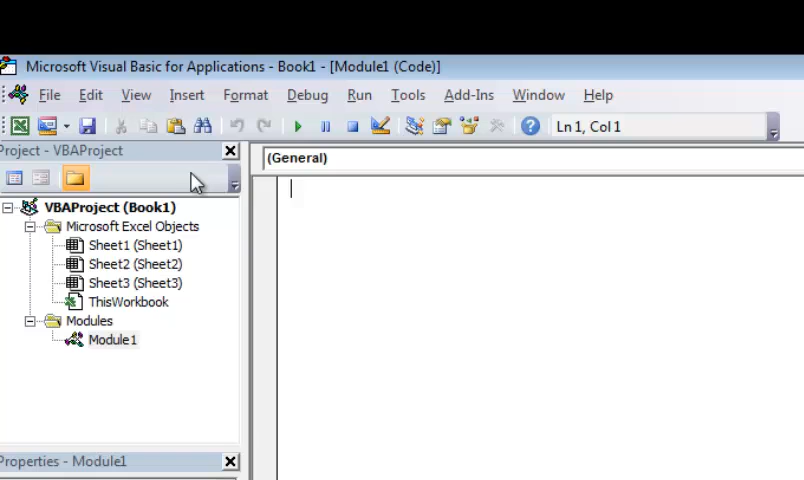 Microsoft Visual Basic for Applications - Book1 - [Module1 (Code)]
File Edit View Insert Format Debug Run Tools Add-Ins Window Help
Ln 1, Col 1
Project - VBAProject
(General)
VBAProject (Book1)
Microsoft Excel Objects
Sheet1 (Sheet1)
Sheet2 (Sheet2)
Sheet3 (Sheet3)
ThisWorkbook
Modules
Module1
Properties - Module1